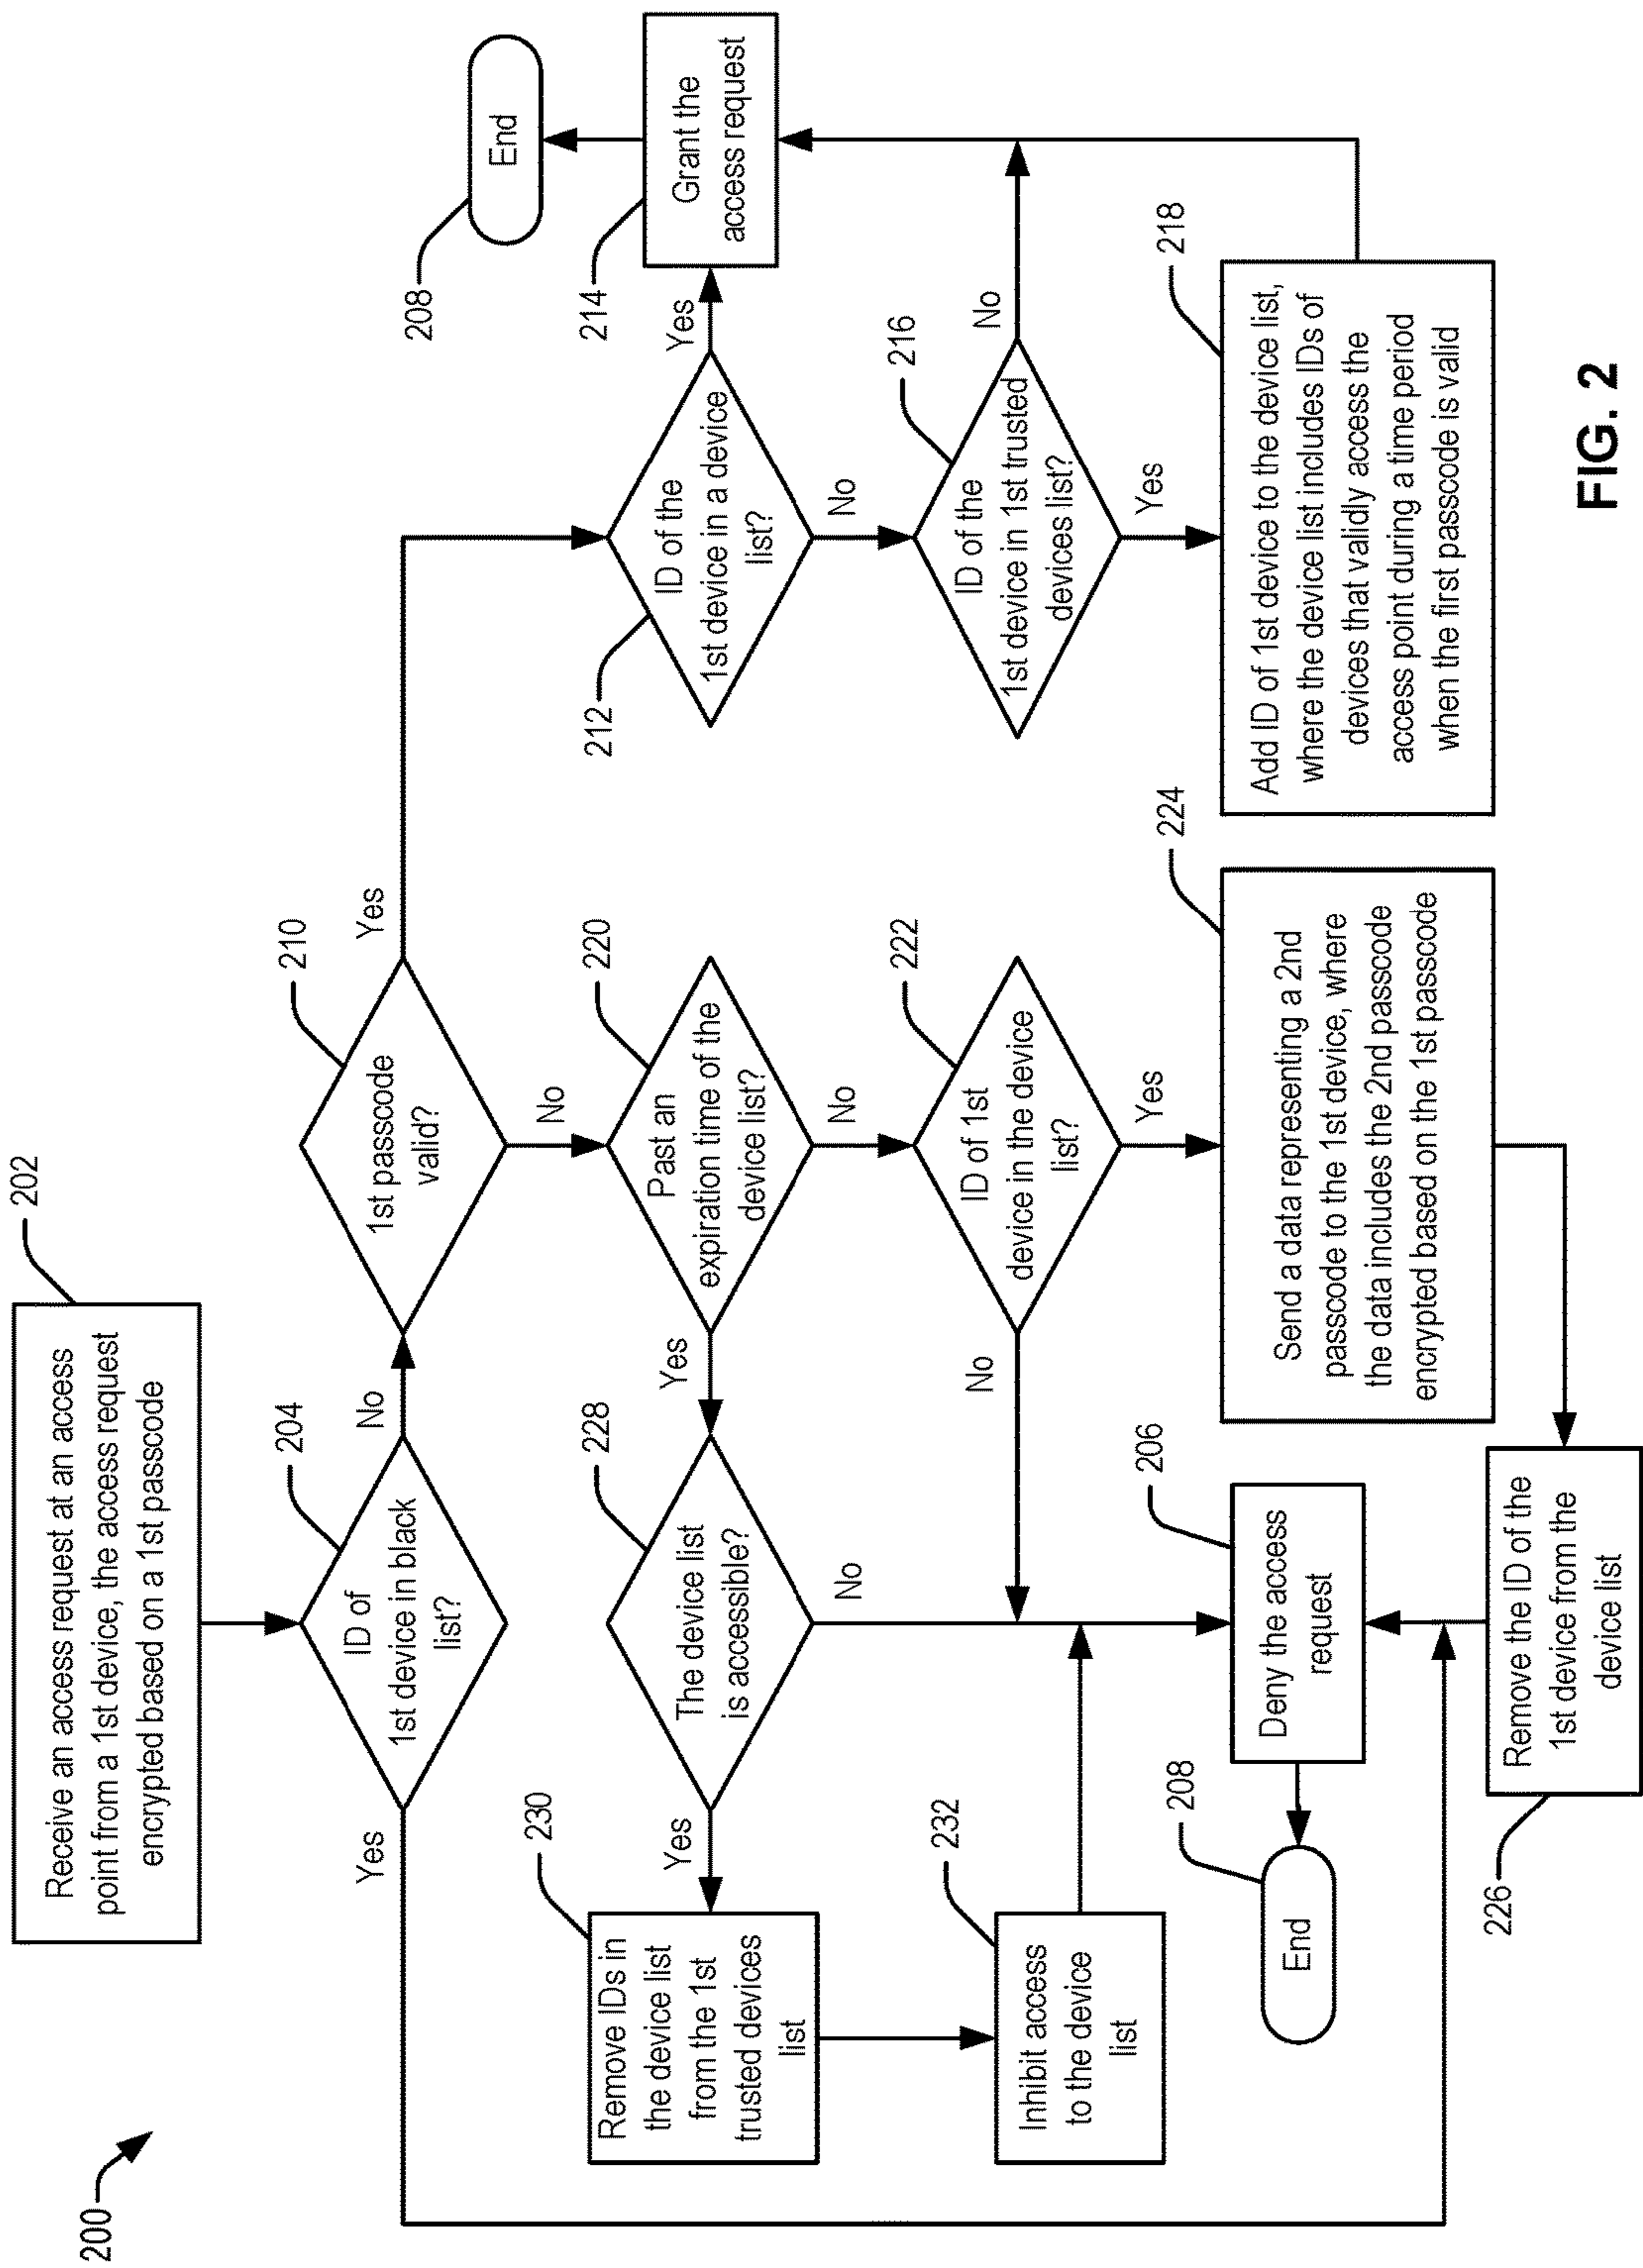 200
202
Receive an access request at an access
point from a 1st device, the access request
encrypted based on a 1st passcode
204
ID of
1st device in black
list?
Yes
No
210
1st passcode
valid?
Yes
No
212
ID of the
1st device in a device
list?
Yes
No
214
Grant the
access request
208
End
216
ID of the
1st device in 1st trusted
devices list?
No
Yes
218
Add ID of 1st device to the device list,
where the device list includes IDs of
devices that validly access the
access point during a time period
when the first passcode is valid
220
Past an
expiration time of the
device list?
Yes
No
222
ID of 1st
device in the device
list?
No
Yes
224
Send a data representing a 2nd
passcode to the 1st device, where
the data includes the 2nd passcode
encrypted based on the 1st passcode
228
The device list
is accessible?
Yes
No
230
Remove IDs in
the device list
from the 1st
trusted devices
list
232
Inhibit access
to the device
list
206
Deny the access
request
208
End
226
Remove the ID of the
1st device from the
device list
FIG. 2